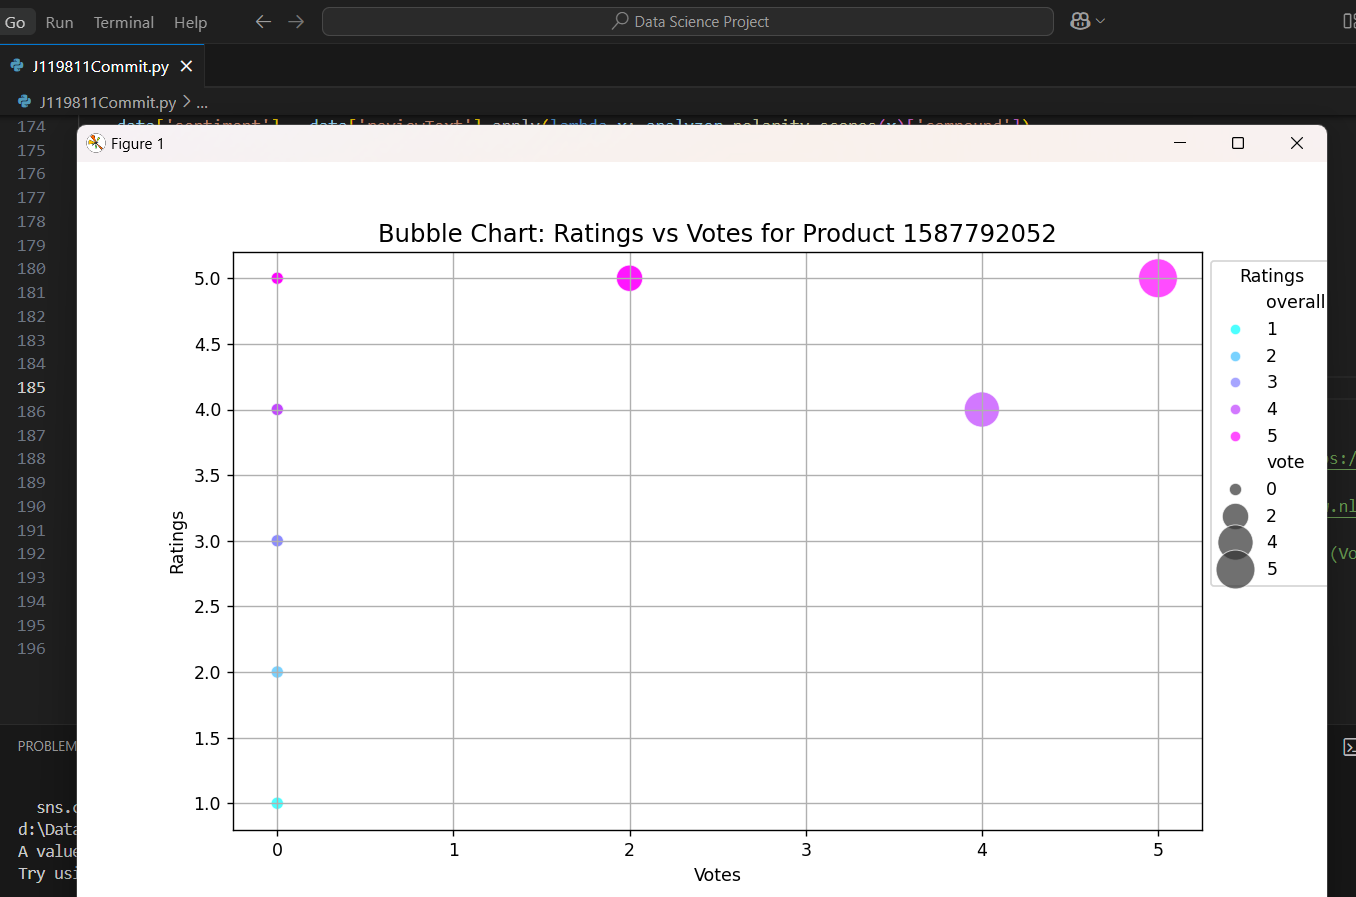 Go Run Terminal Help Data Science Project
J119811Commit.py
J119811Commit.py > ...
174
175
176
177
178
179
180
181
182
183
184
185
186
187
188
189
190
191
192
193
194
195
196
Figure 1
Bubble Chart: Ratings vs Votes for Product 1587792052
5.0
4.5
4.0
3.5
3.0
2.5
2.0
1.5
1.0
Ratings
0 1 2 3 4 5
Votes
Ratings
overall
1
2
3
4
5
vote
0
2
4
5
s:/
.nl
(Vo
PROBLEM
sns.
d:\Data
A value
Try usi